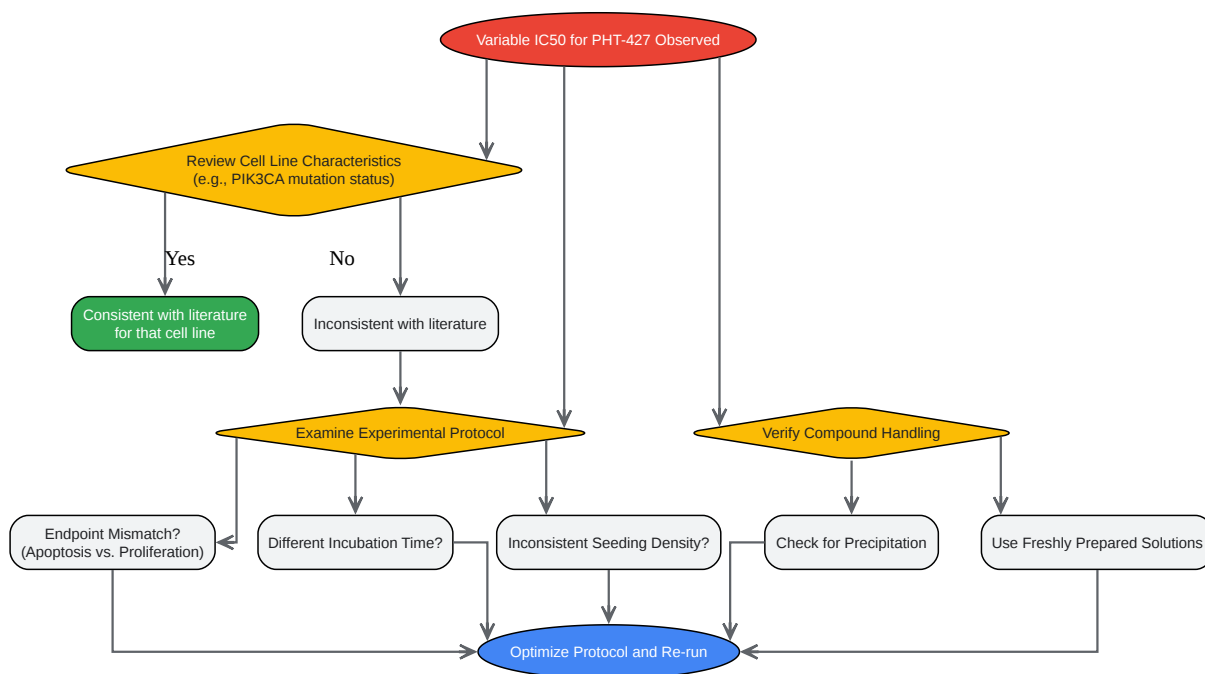 Variable IC50 for PHT-427 Observed
Review Cell Line Characteristics
(e.g., PIK3CA mutation status)
Yes
No
Consistent with literature
for that cell line
Inconsistent with literature
Examine Experimental Protocol
Verify Compound Handling
Endpoint Mismatch?
(Apoptosis vs. Proliferation)
Different Incubation Time?
Inconsistent Seeding Density?
Check for Precipitation
Use Freshly Prepared Solutions
Optimize Protocol and Re-run